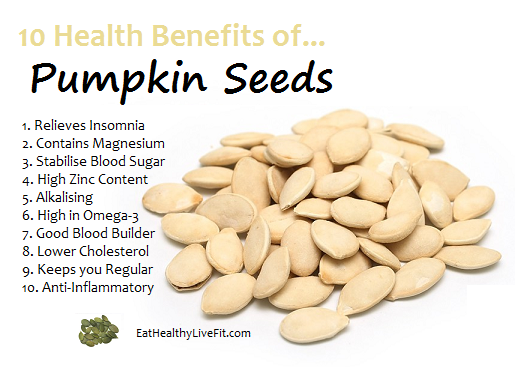 10 Health Benefits of...
Pumpkin Seeds
1. Relieves Insomnia
2. Contains Magnesium
3. Stabilise Blood Sugar
4. High Zinc Content
5. Alkalising
6. High in Omega-3
7. Good Blood Builder
8. Lower Cholesterol
9. Keeps you Regular
10. Anti-Inflammatory
EatHealthyLiveFit.com